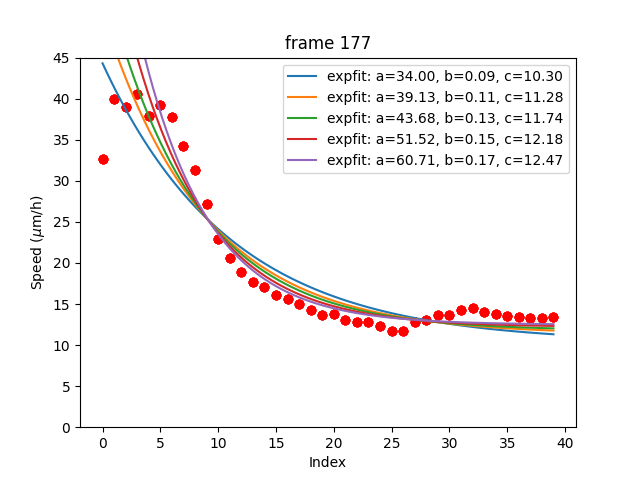 frame 177
expfit: a=34.00, b=0.09, c=10.30
expfit: a=39.13, b=0.11, c=11.28
expfit: a=43.68, b=0.13, c=11.74
expfit: a=51.52, b=0.15, c=12.18
expfit: a=60.71, b=0.17, c=12.47
Speed (μm/h)
45
40
35
30
25
20
15
10
5
0
0 5 10 15 20 25 30 35 40
Index